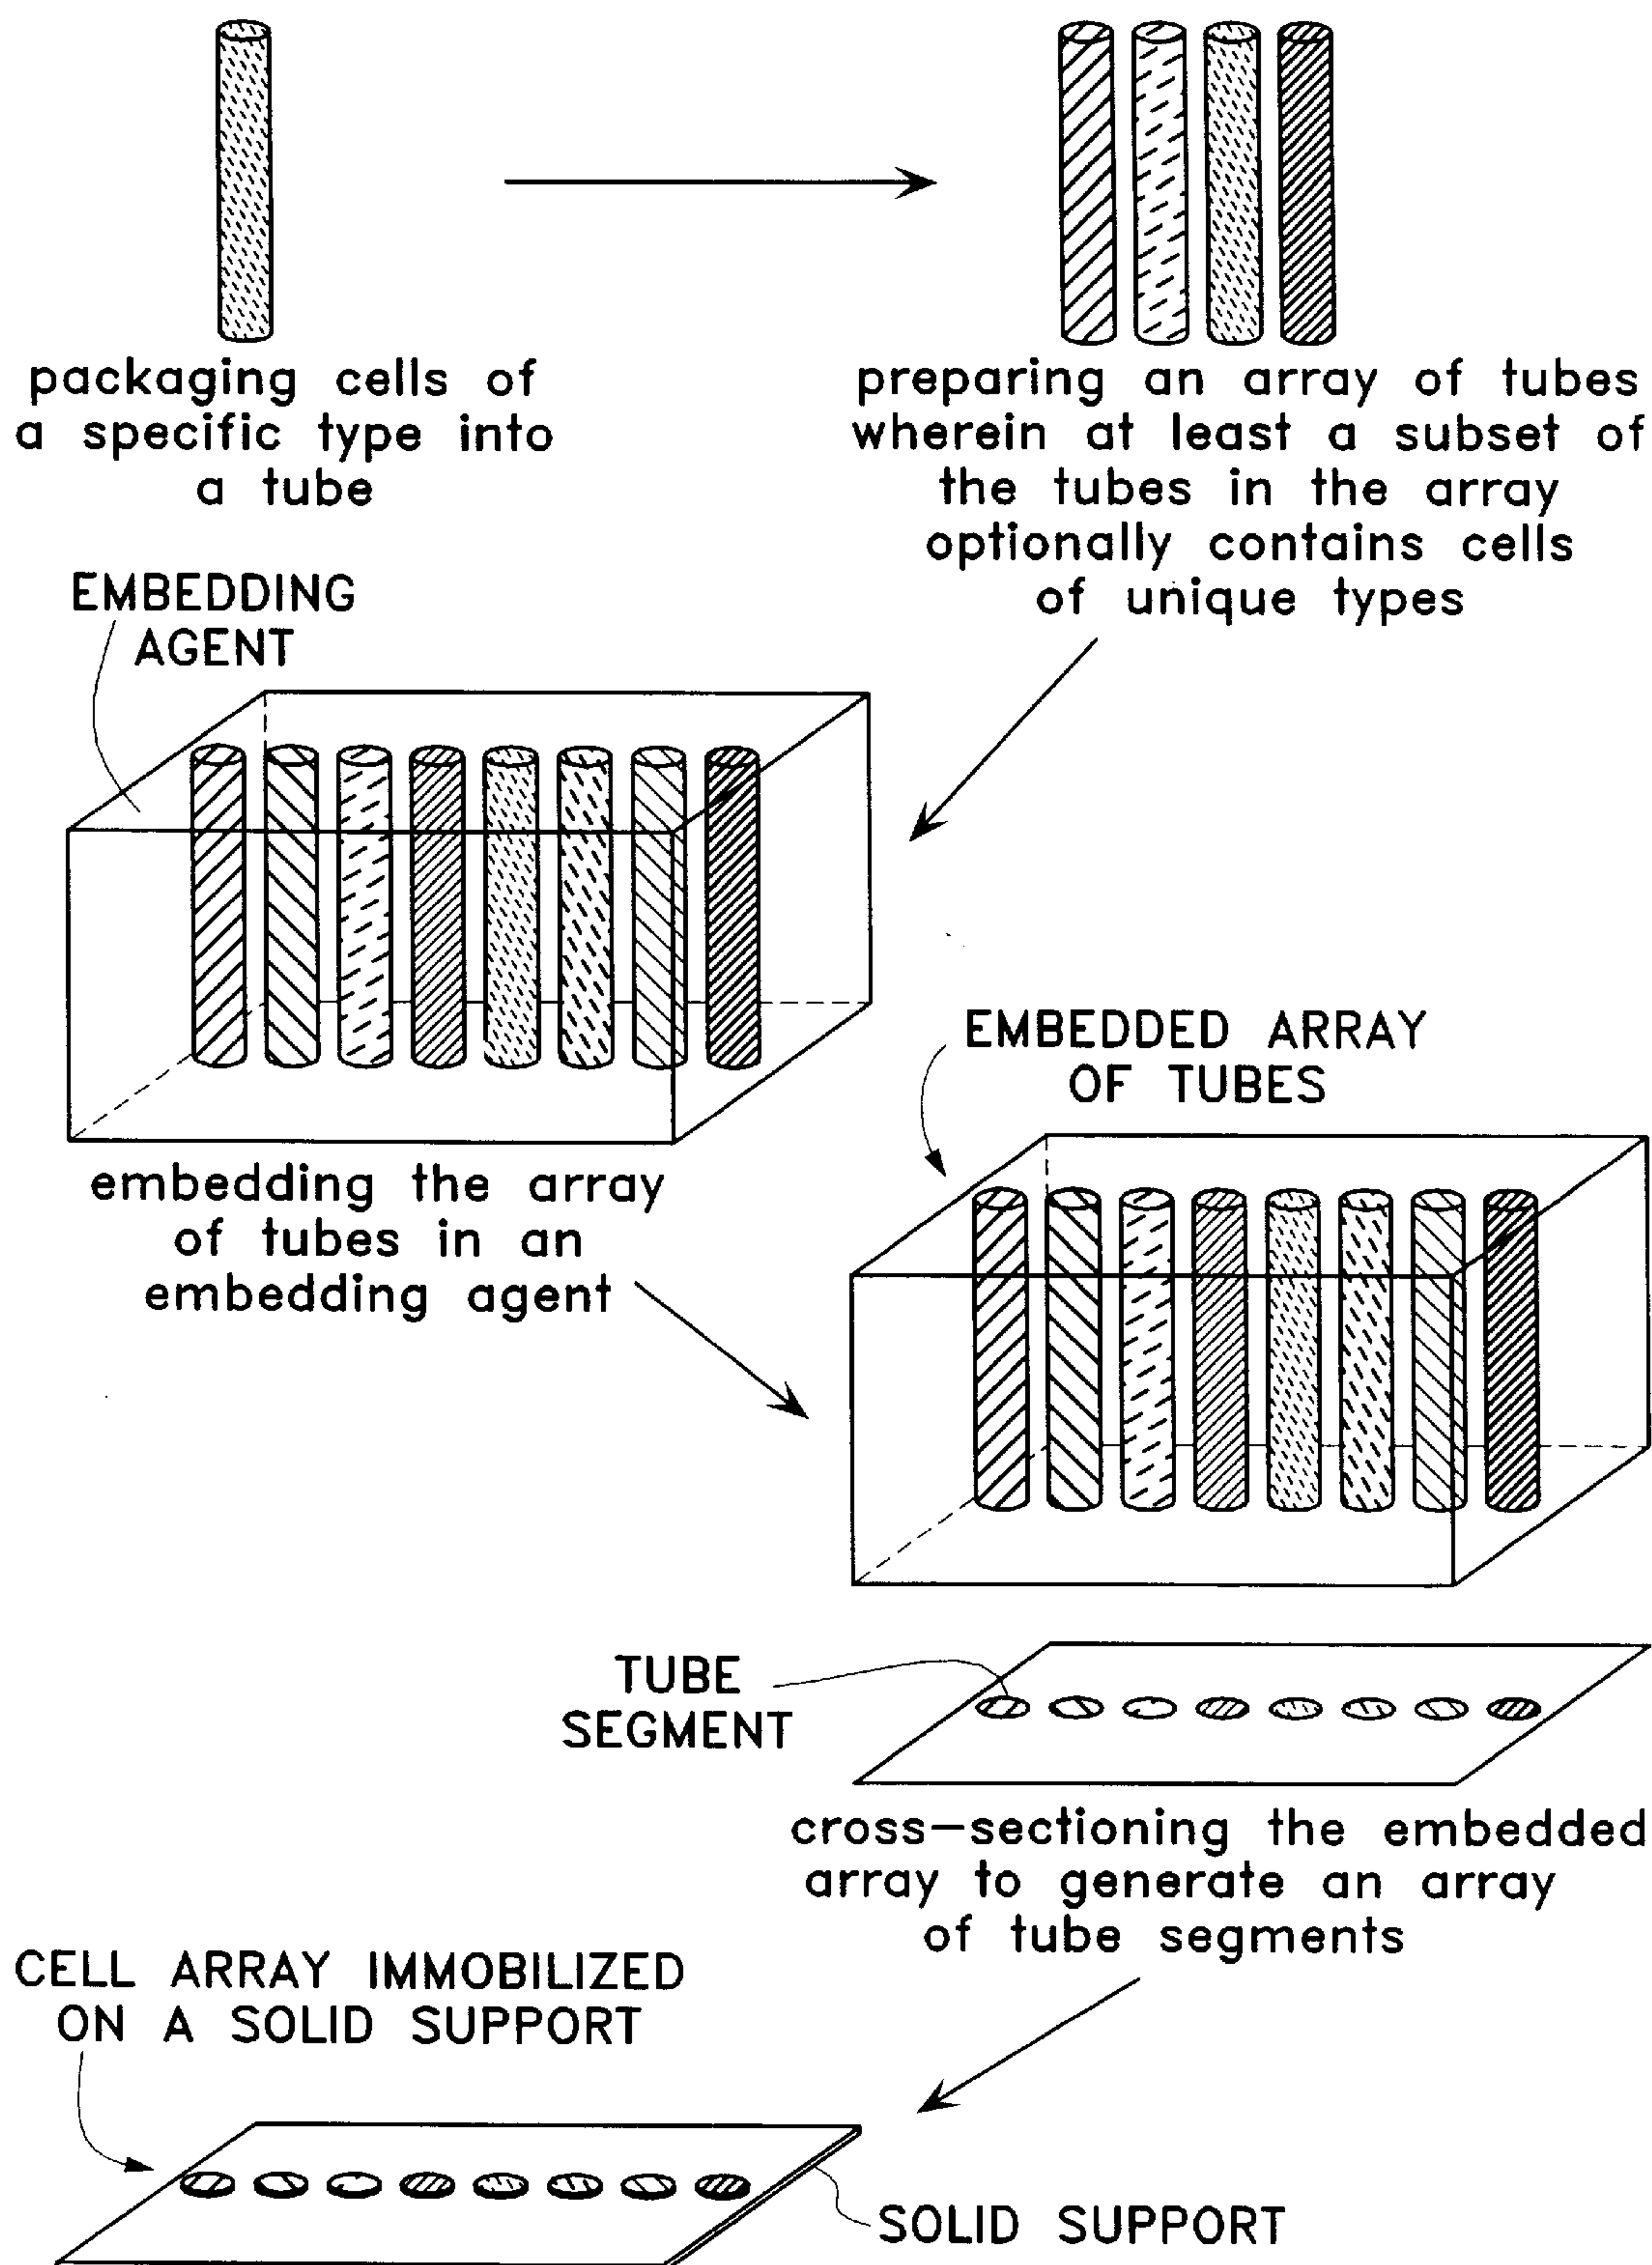 packaging cells of
a specific type into
a tube
preparing an array of tubes
wherein at least a subset of
the tubes in the array
optionally contains cells
of unique types
EMBEDDING
AGENT
embedding the array
of tubes in an
embedding agent
EMBEDDED ARRAY
OF TUBES
TUBE
SEGMENT
cross-sectioning the embedded
array to generate an array
of tube segments
CELL ARRAY IMMOBILIZED
ON A SOLID SUPPORT
SOLID SUPPORT